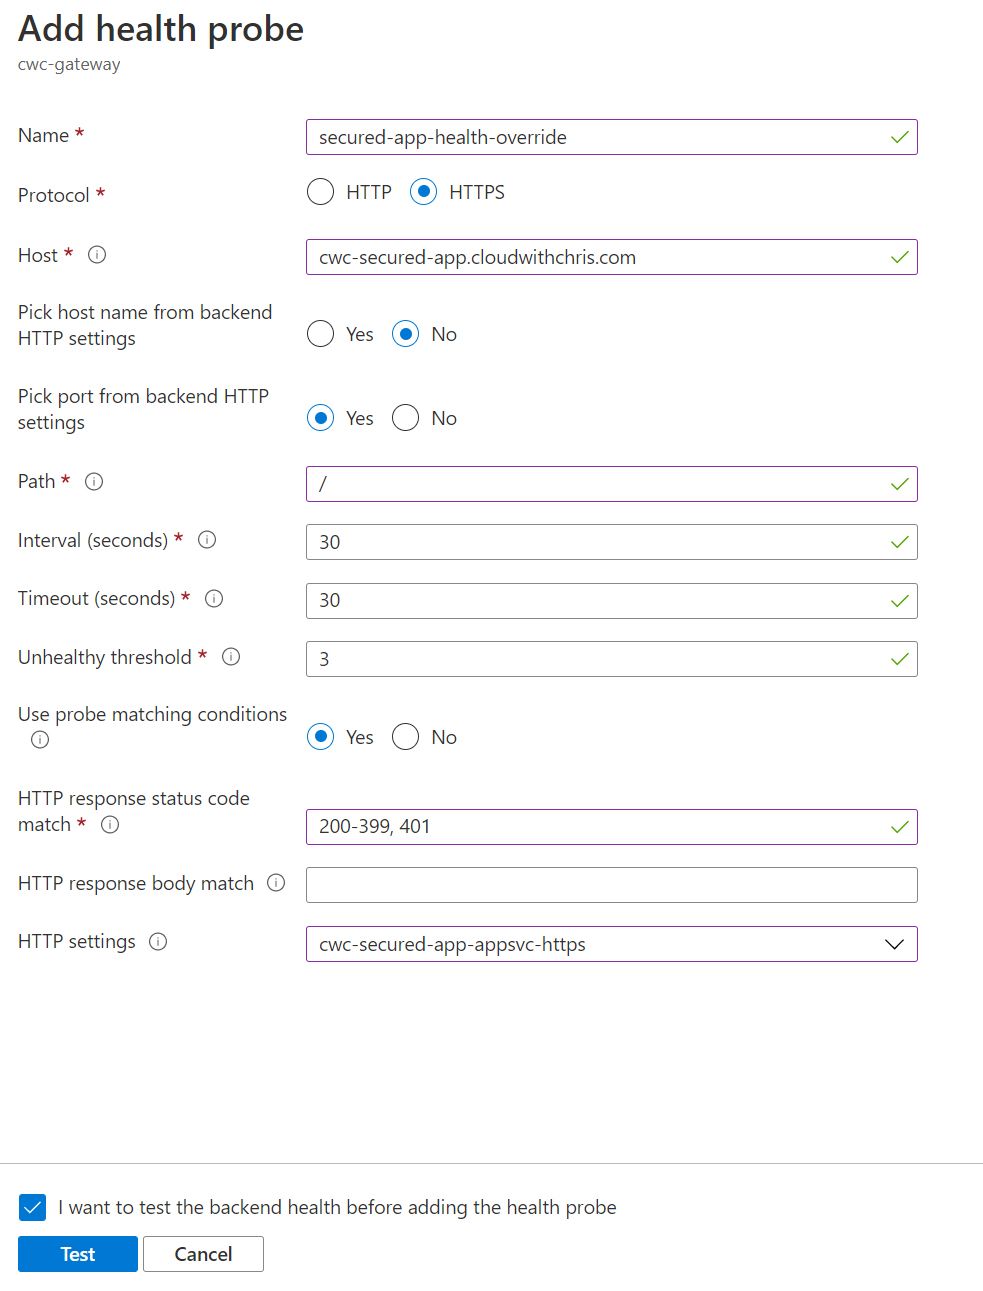 Add health probe
cwc-gateway
Name *
secured-app-health-override
Protocol *
HTTP
HTTPS
Host *
cwc-secured-app.cloudwithchris.com
Pick host name from backend
HTTP settings
Yes
No
Pick port from backend HTTP
settings
Yes
No
Path *
/
Interval (seconds) *
30
Timeout (seconds) *
30
Unhealthy threshold *
3
Use probe matching conditions
Yes
No
HTTP response status code
match *
200-399, 401
HTTP response body match
HTTP settings
cwc-secured-app-appsvc-https
I want to test the backend health before adding the health probe
Test
Cancel